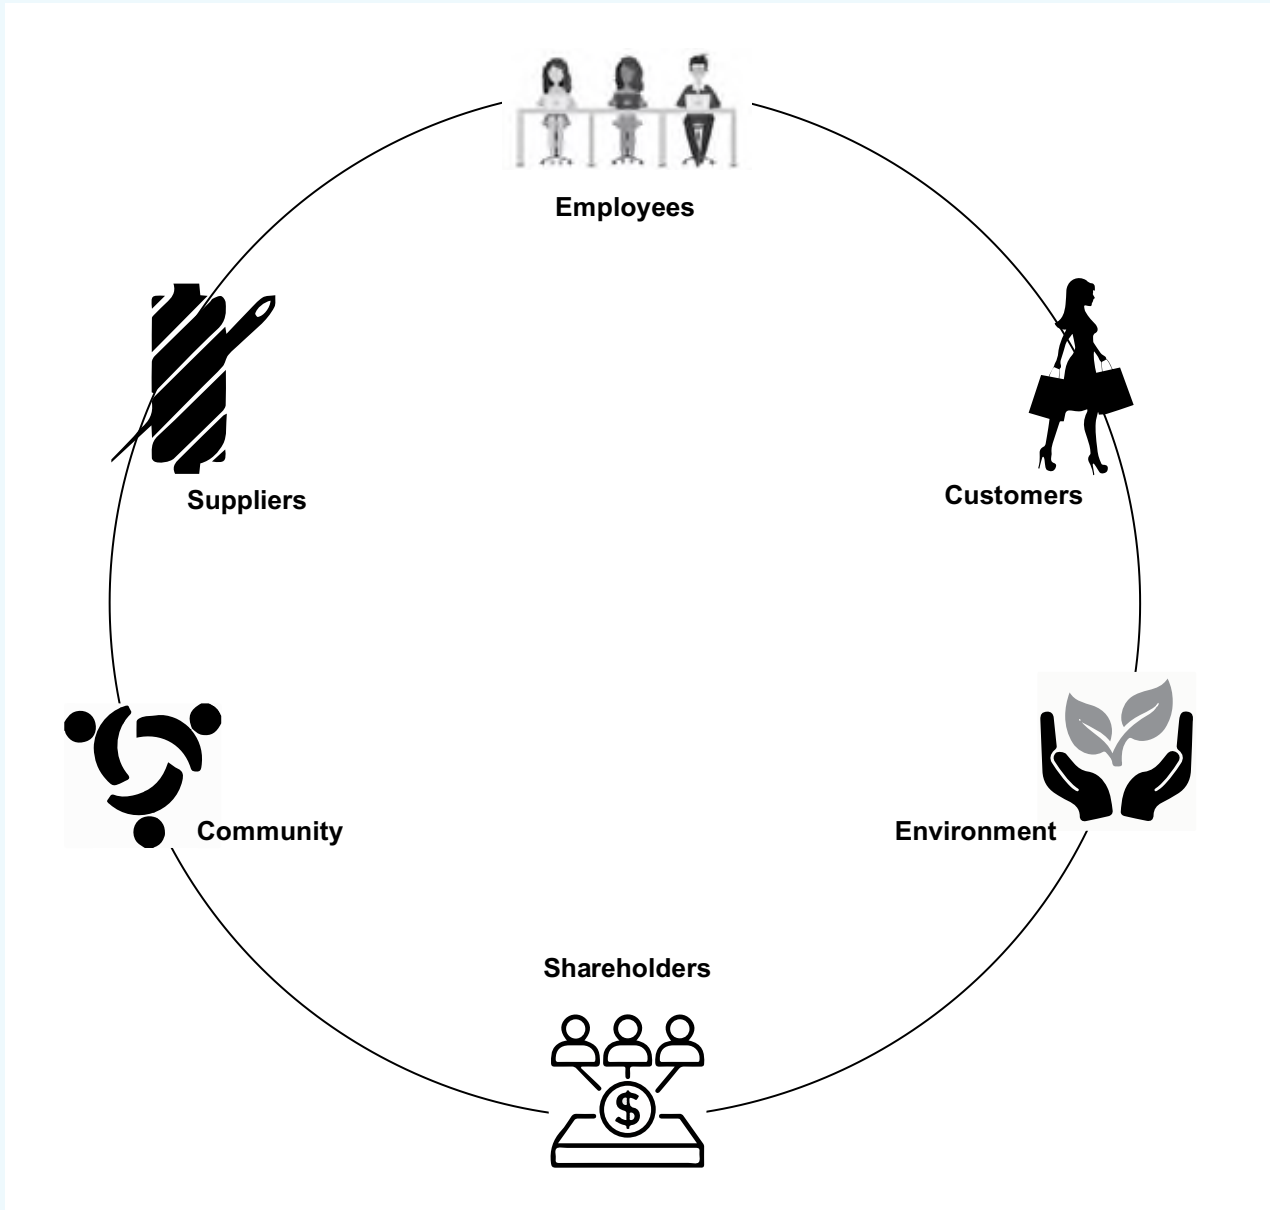 Employees
Suppliers
Customers
Community
Environment
Shareholders
$